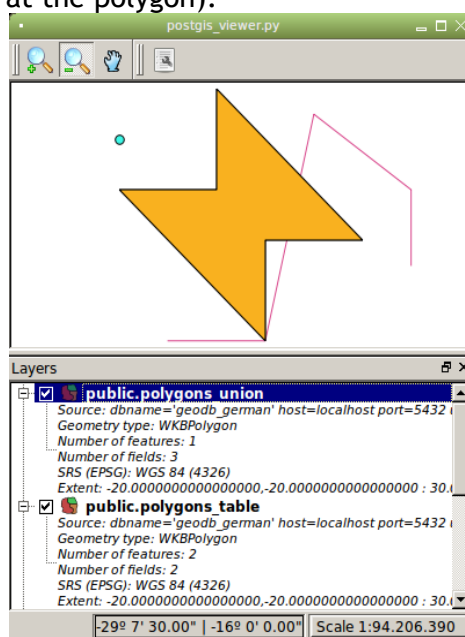 at the polygon).
postgis_viewer.py
Layers
public.polygons_union
Source: dbname='geodb_german' host=localhost port=5432
Geometry type: WKBPolygon
Number of features: 1
Number of fields: 3
SRS (EPSG): WGS 84 (4326)
Extent: -20.0000000000000000,-20.0000000000000000 : 30.
public.polygons_table
Source: dbname='geodb_german' host=localhost port=5432
Geometry type: WKBPolygon
Number of features: 2
Number of fields: 2
SRS (EPSG): WGS 84 (4326)
Extent: -20.0000000000000000,-20.0000000000000000 : 30.
-29º 7' 30.00" | -16º 0' 0.00" Scale 1:94.206.390